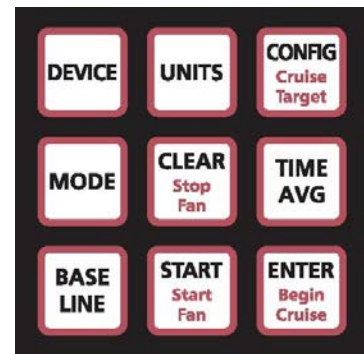 DEVICE
UNITS
CONFIG
Cruise
Target
MODE
CLEAR
Stop
Fan
TIME
AVG
BASE
LINE
START
Start
Fan
ENTER
Begin
Cruise